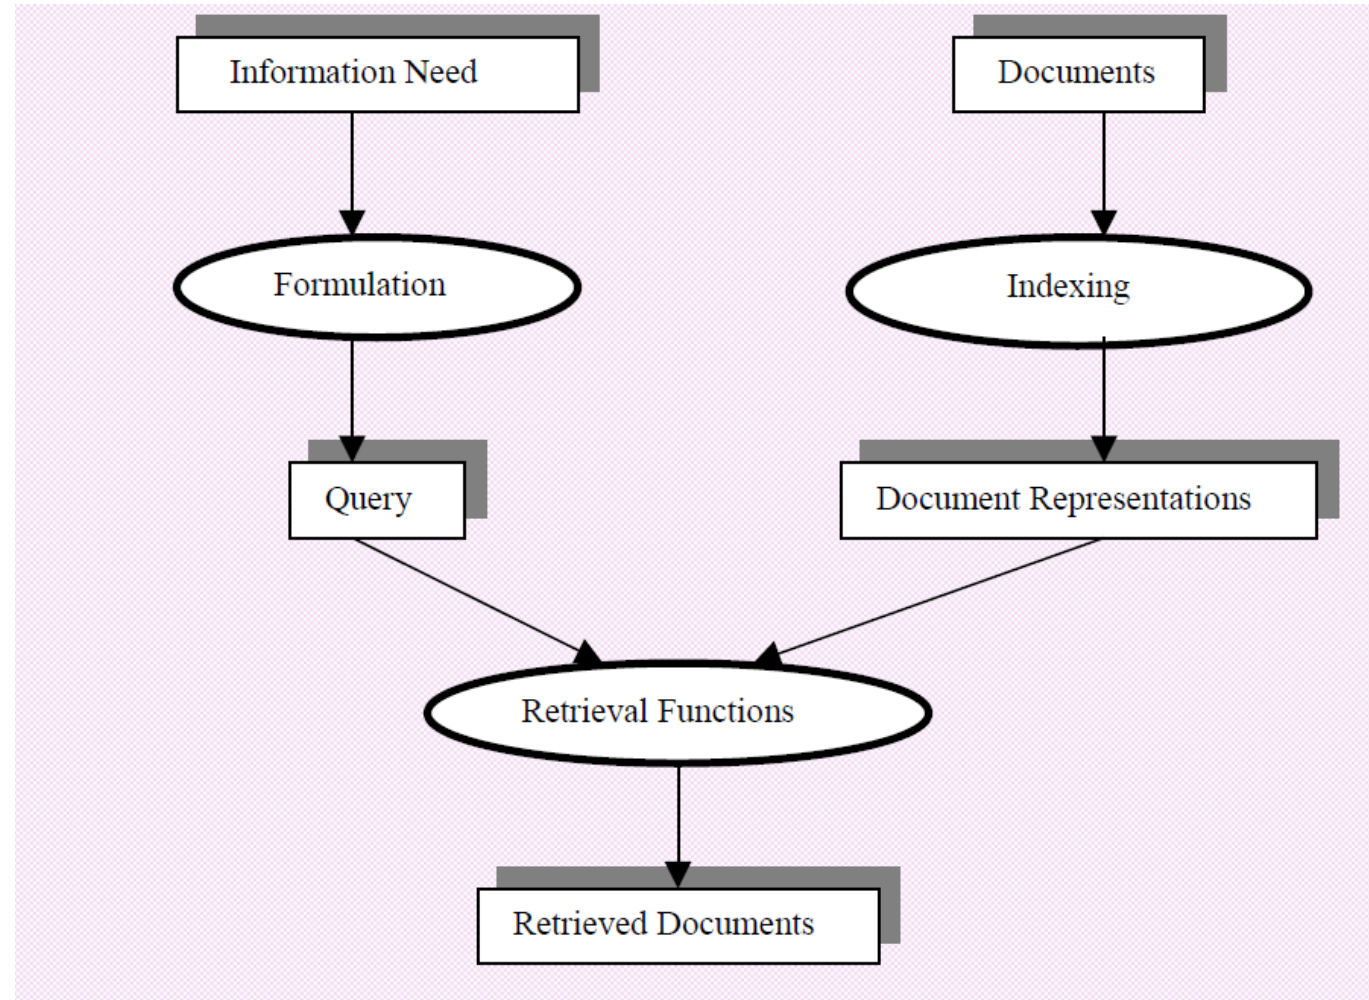 Information Need
Documents
Formulation
Indexing
Query
Document Representations
Retrieval Functions
Retrieved Documents